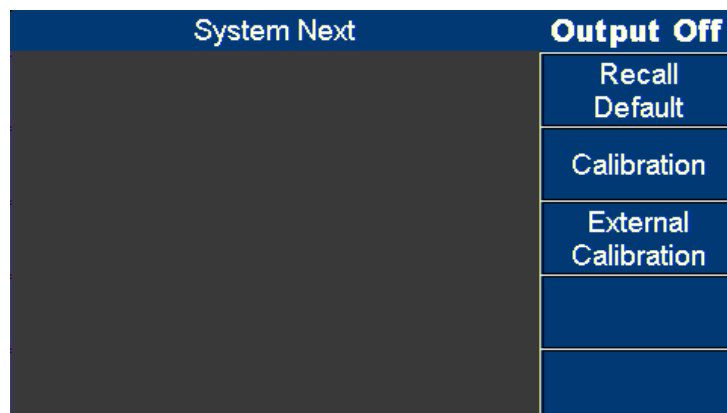 System Next
Output Off
Recall
Default
Calibration
External
Calibration